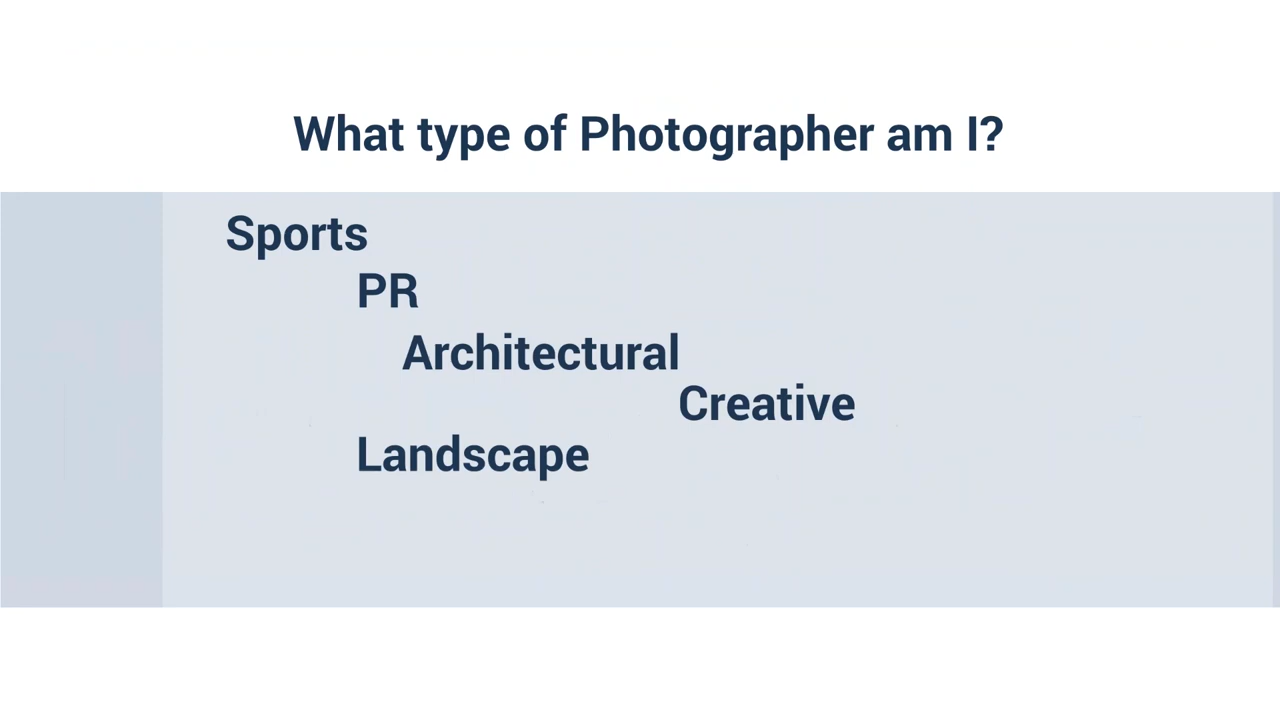 What type of Photographer am I?
Sports
PR
Architectural
Creative
Landscape